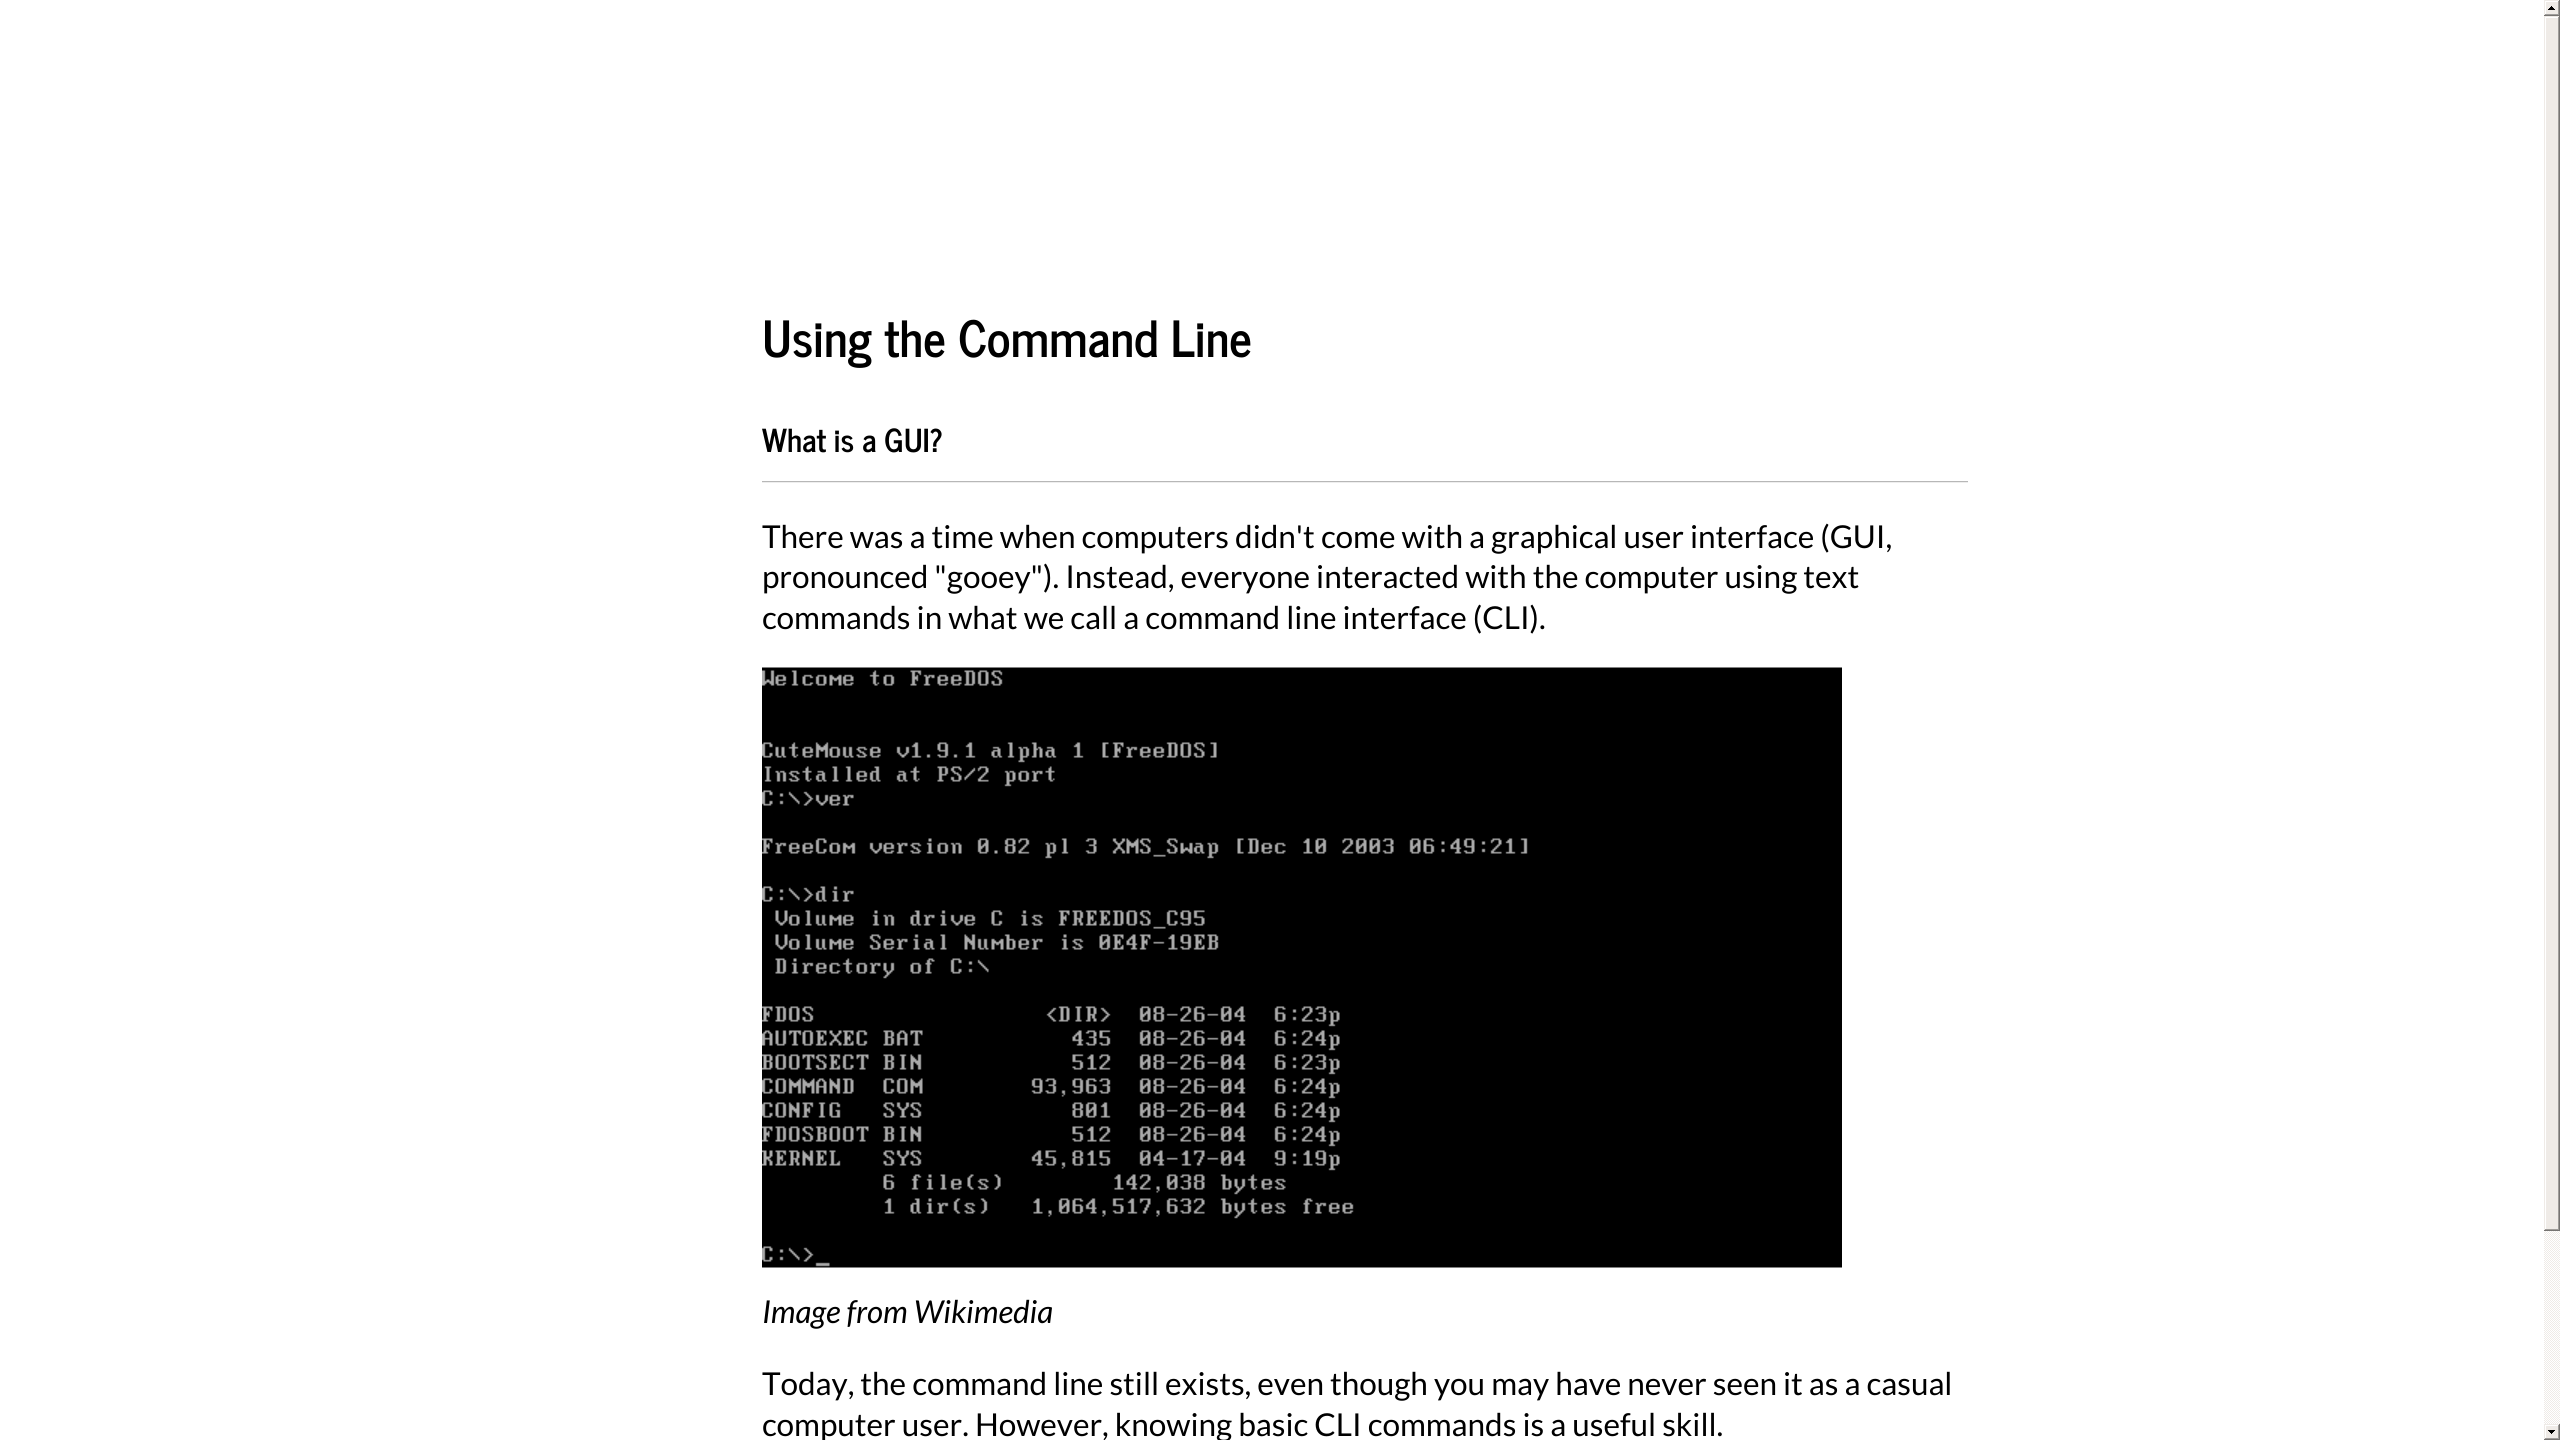 Using the Command Line
What is a GUI?
There was a time when computers didn't come with a graphical user interface (GUI,
pronounced "gooey"). Instead, everyone interacted with the computer using text
commands in what we call a command line interface (CLI).
Welcome to FreeDOS
CuteMouse v1.9.1 alpha 1 [FreeDOS]
Installed at PS/2 port
C:\>ver
FreeCom version 0.82 pl 3 XMS_Swap [Dec 10 2003 06:49:21]
C:\>dir
Volume in drive C is FREEDOS_C95
Volume Serial Number is 0E4F-19EB
Directory of C:\
FDOS <DIR> 08-26-04 6:23p
AUTOEXEC BAT 435 08-26-04 6:24p
BOOTSECT BIN 512 08-26-04 6:23p
COMMAND COM 93,963 08-26-04 6:24p
CONFIG SYS 801 08-26-04 6:24p
FDOSBOOT BIN 512 08-26-04 6:24p
KERNEL SYS 45,815 04-17-04 9:19p
6 file(s) 142,038 bytes
1 dir(s) 1,064,517,632 bytes free
C:\>_
Image from Wikimedia
Today, the command line still exists, even though you may have never seen it as a casual
computer user. However, knowing basic CLI commands is a useful skill.